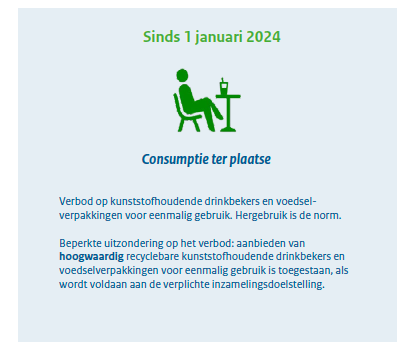 Sinds 1 januari 2024
Consumptie ter plaatse
Verbod op kunststofhoudende drinkbekers en voedsel-
verpakkingen voor eenmalig gebruik. Hergebruik is de norm.
Beperkte uitzondering op het verbod: aanbieden van
hoogwaardig recyclebare kunststofhoudende drinkbekers en
voedselverpakkingen voor eenmalig gebruik is toegestaan, als
wordt voldaan aan de verplichte inzamelingsdoelstelling.